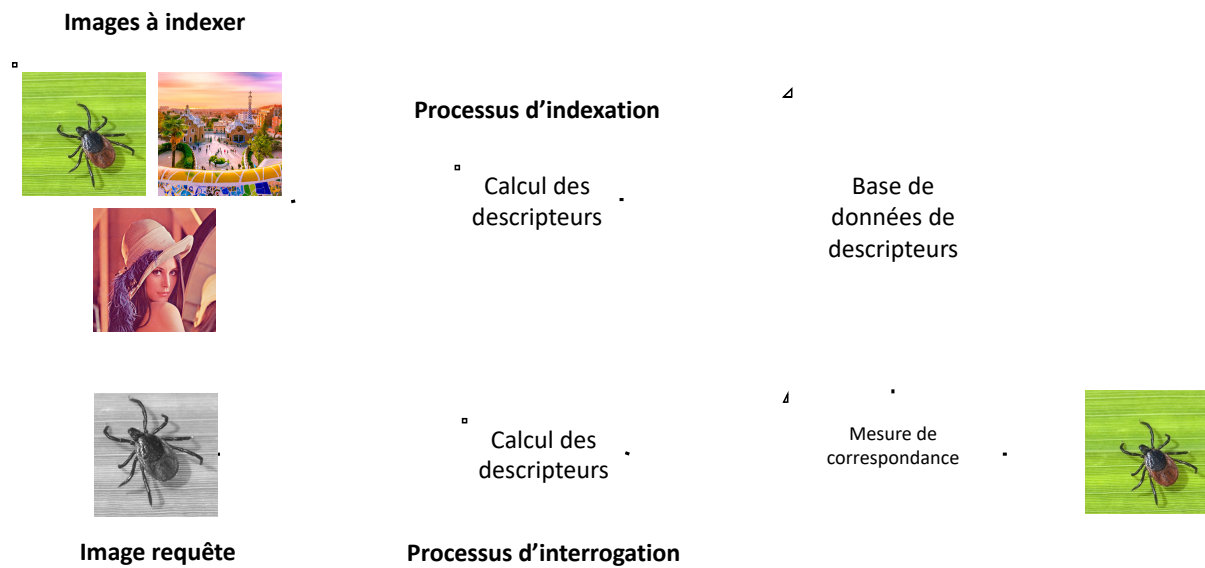 Images à indexer
Processus d’indexation
Calcul des
descripteurs
Base de
données de
descripteurs
Calcul des
descripteurs
Mesure de
correspondance
Image requête
Processus d’interrogation